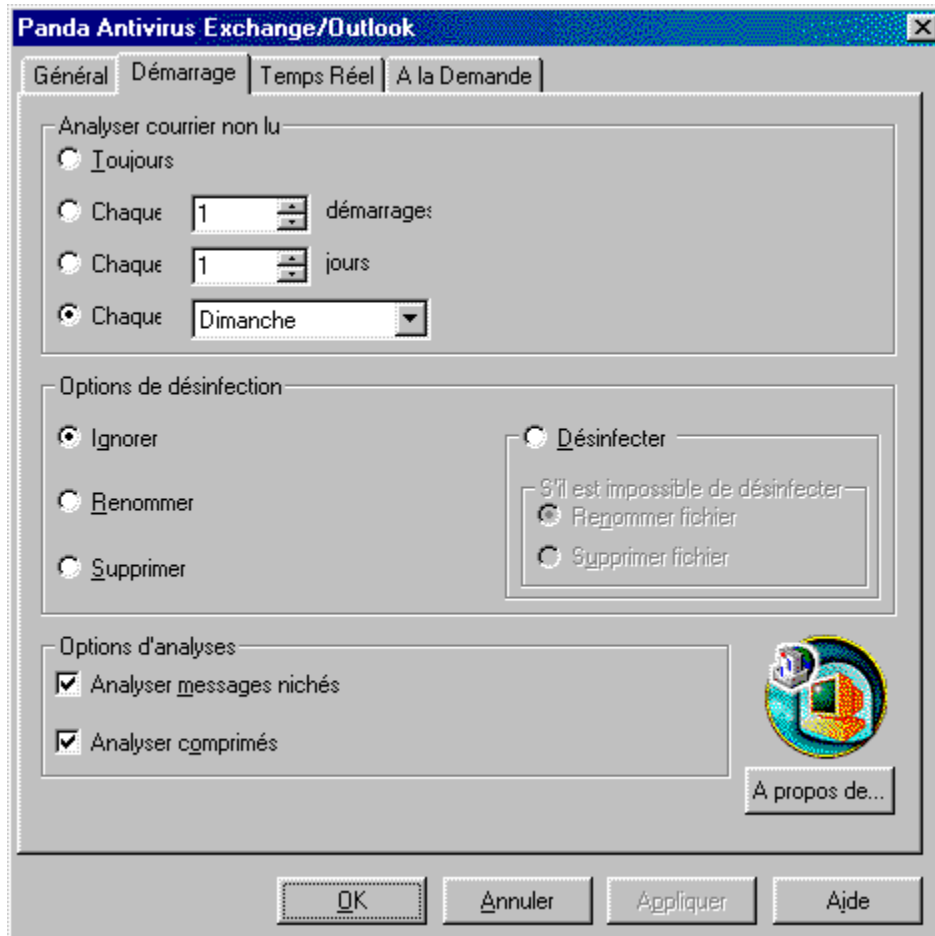 Panda Antivirus Exchange/Outlook
Général Démarrage Temps Réel A la Demande
Analyser courrier non lu
Toujours
Chaque 1 démarrages
Chaque 1 jours
Chaque Dimanche
Options de désinfection
Ignorer
Désinfecter
S'il est impossible de désinfecter
Renommer
Renommer fichier
Supprimer fichier
Supprimer
Options d'analyses
Analyser messages nichés
Analyser comprimés
A propos de...
OK Annuler Appliquer Aide